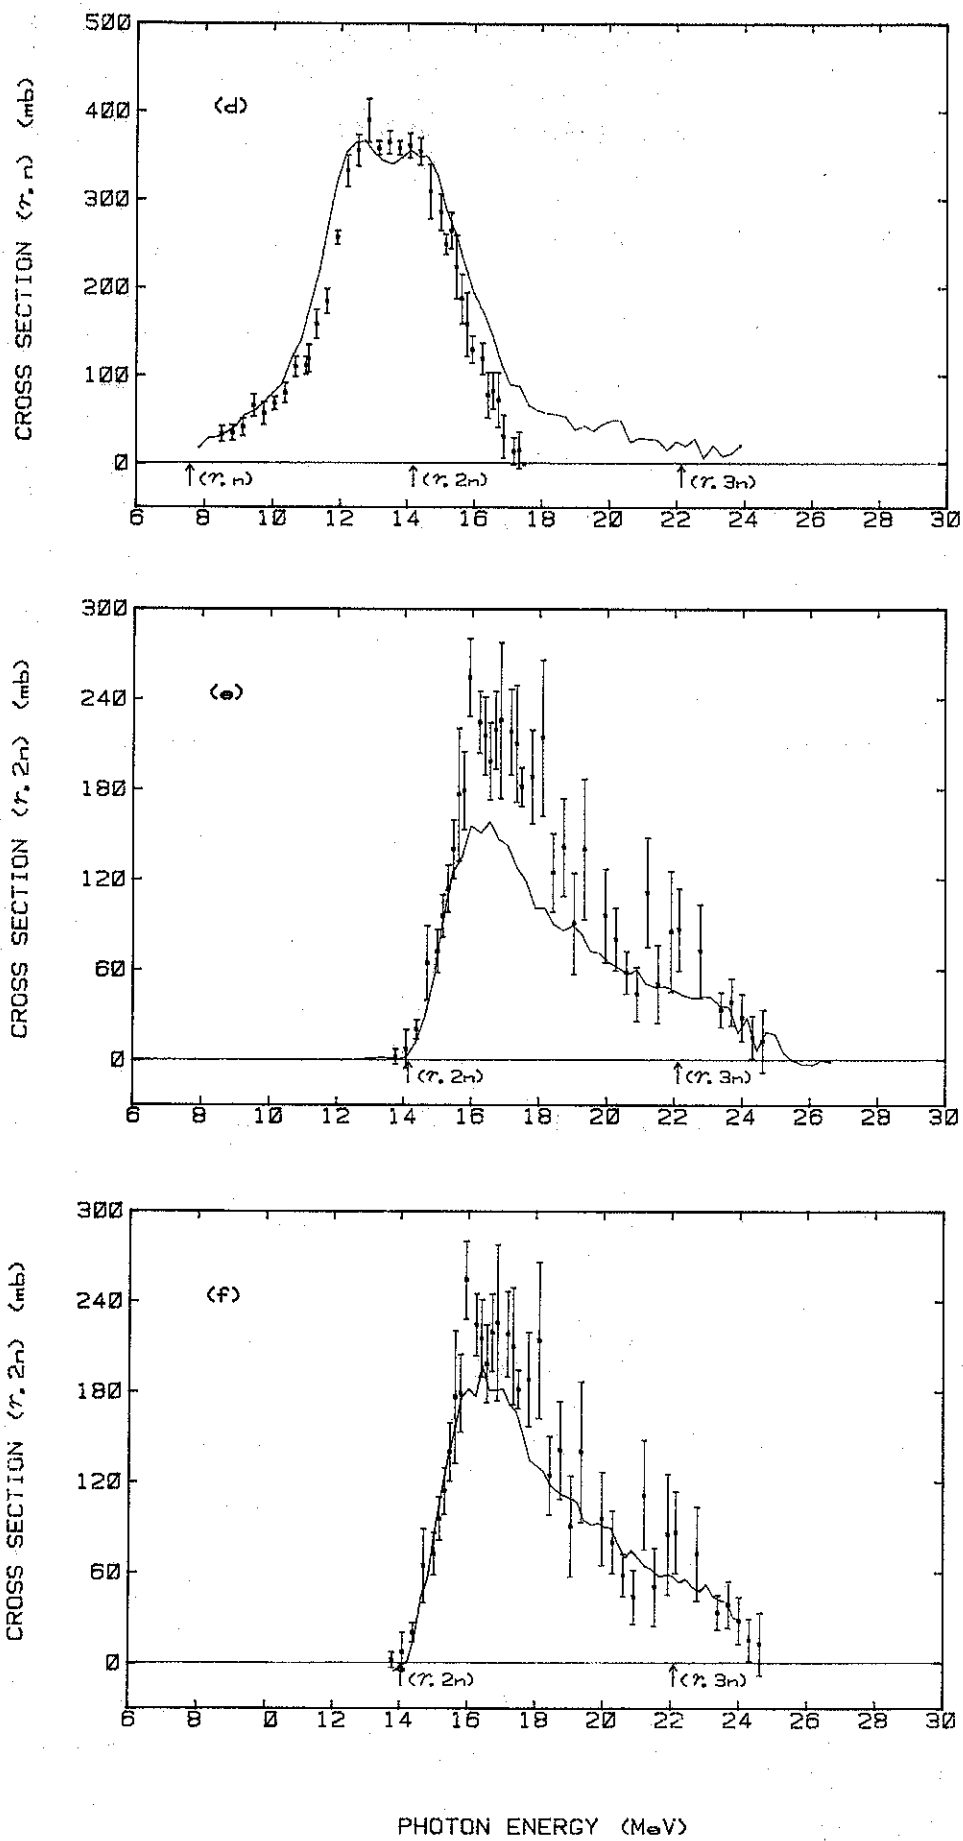 500
400
300
200
100
0
CROSS SECTION (γ,n) (mb)
(d)
(γ,n)
(γ,2n)
(γ,3n)
6 8 10 12 14 16 18 20 22 24 26 28 30
300
240
180
120
60
0
CROSS SECTION (γ,2n) (mb)
(e)
(γ,2n)
(γ,3n)
6 8 10 12 14 16 18 20 22 24 26 28 30
300
240
180
120
60
0
CROSS SECTION (γ,2n) (mb)
(f)
(γ,2n)
(γ,3n)
6 8 0 12 14 16 18 20 22 24 26 28 30
PHOTON ENERGY (MeV)